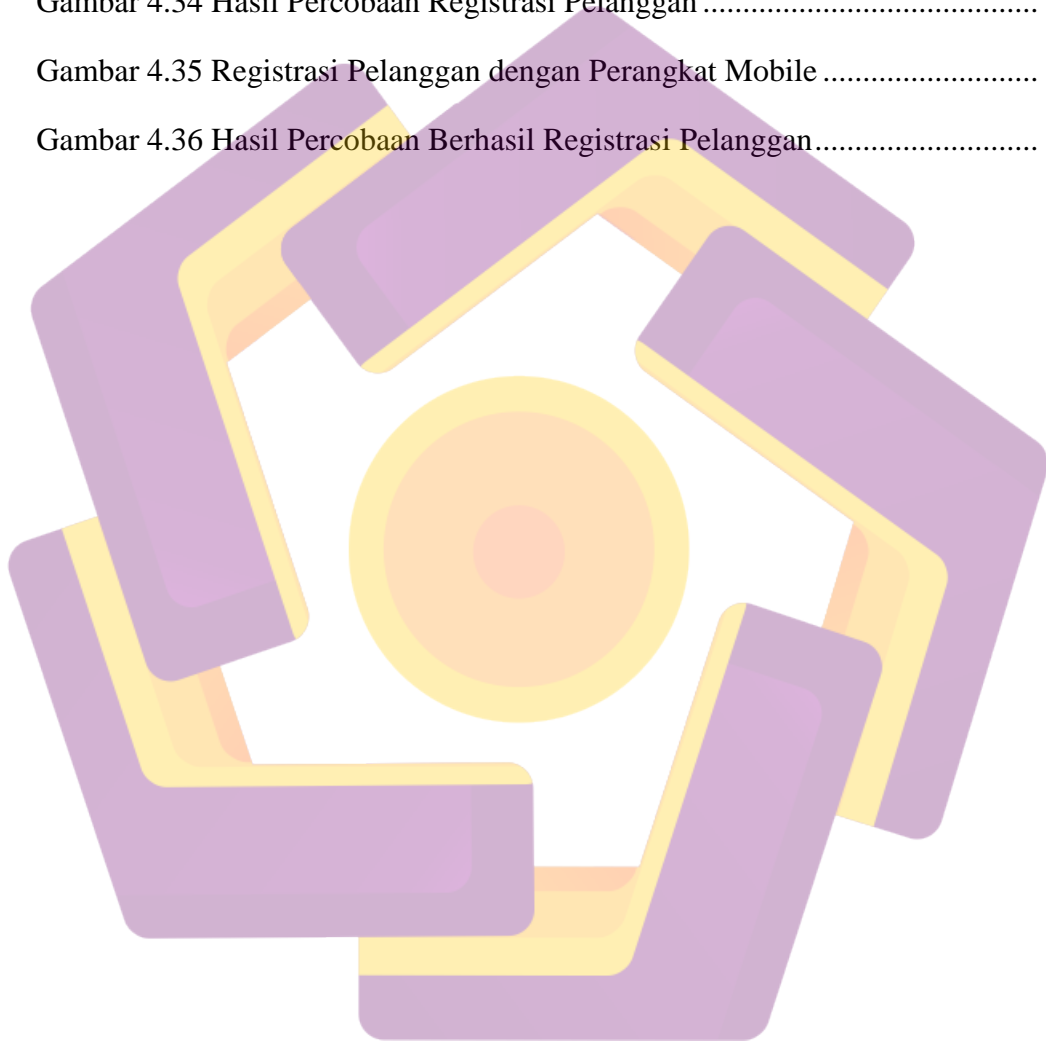 Gambar 4.34 Hasil Percobaan Registrasi Pelanggan ......................................
Gambar 4.35 Registrasi Pelanggan dengan Perangkat Mobile ........................
Gambar 4.36 Hasil Percobaan Berhasil Registrasi Pelanggan.........................